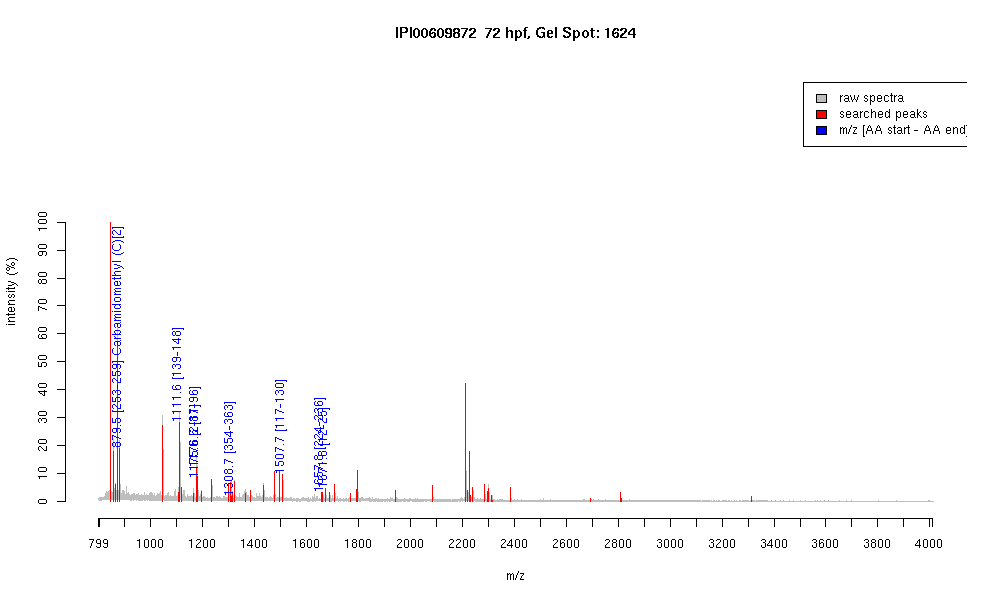 IPI00609872 72 hpf, Gel Spot: 1624
raw spectra
searched peaks
m/z [AA start - AA end]
intensity (%)
100
90
80
70
60
50
40
30
20
10
0
879.5 [253-259] Carbamidomethyl (C)[2]
1111.6 [139-148]
1308.7 [354-363]
1507.7 [117-130]
799 1000 1200 1400 1600 1800 2000 2200 2400 2600 2800 3000 3200 3400 3600 3800 4000
m/z